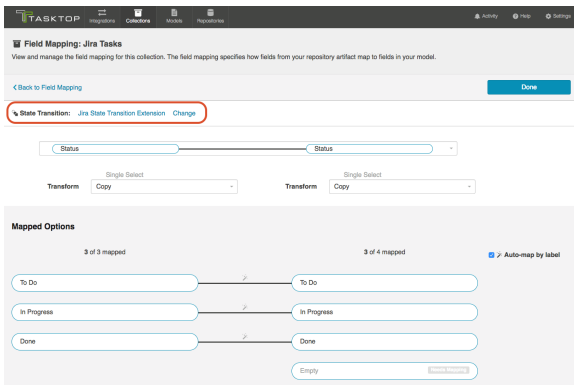 TASKTOP
Integrations
Collections
Models
Repositories
Activity
Help
Settings
Field Mapping: Jira Tasks
View and manage the field mapping for this collection. The field mapping specifies how fields from your repository artifact map to fields in your model.
Back to Field Mapping
Done
State Transition: Jira State Transition Extension Change
Status Status
Single Select Single Select
Transform Copy Transform Copy
Mapped Options
3 of 3 mapped 3 of 4 mapped Auto-map by label
To Do To Do
In Progress In Progress
Done Done
Empty Needs Mapping